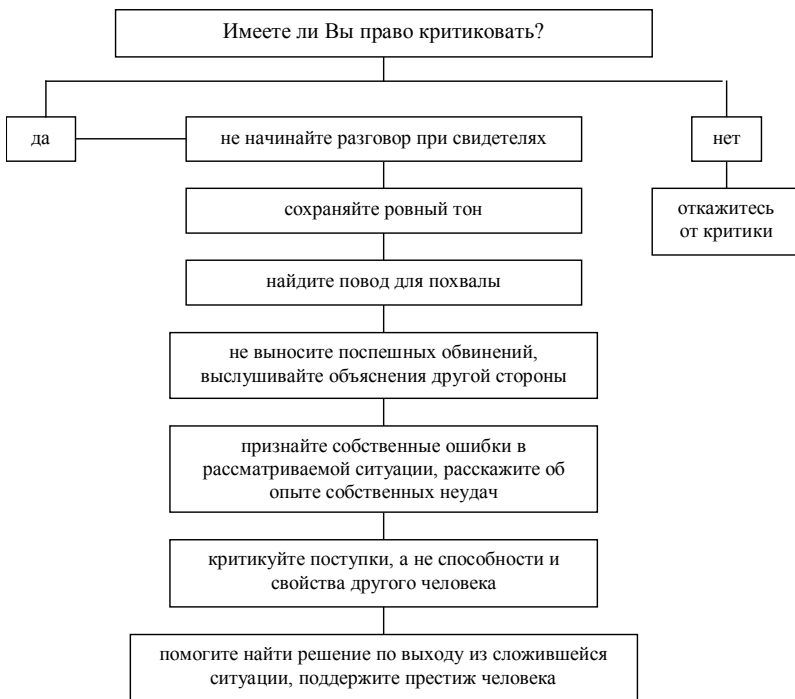 Имеете ли Вы право критиковать?
да
не начинайте разговор при свидетелях
нет
сохраняйте ровный тон
откажитесь
от критики
найдите повод для похвалы
не выносите поспешных обвинений,
выслушивайте объяснения другой стороны
признайте собственные ошибки в
рассматриваемой ситуации, расскажите об
опыте собственных неудач
критикуйте поступки, а не способности и
свойства другого человека
помогите найти решение по выходу из сложившейся
ситуации, поддержите престиж человека